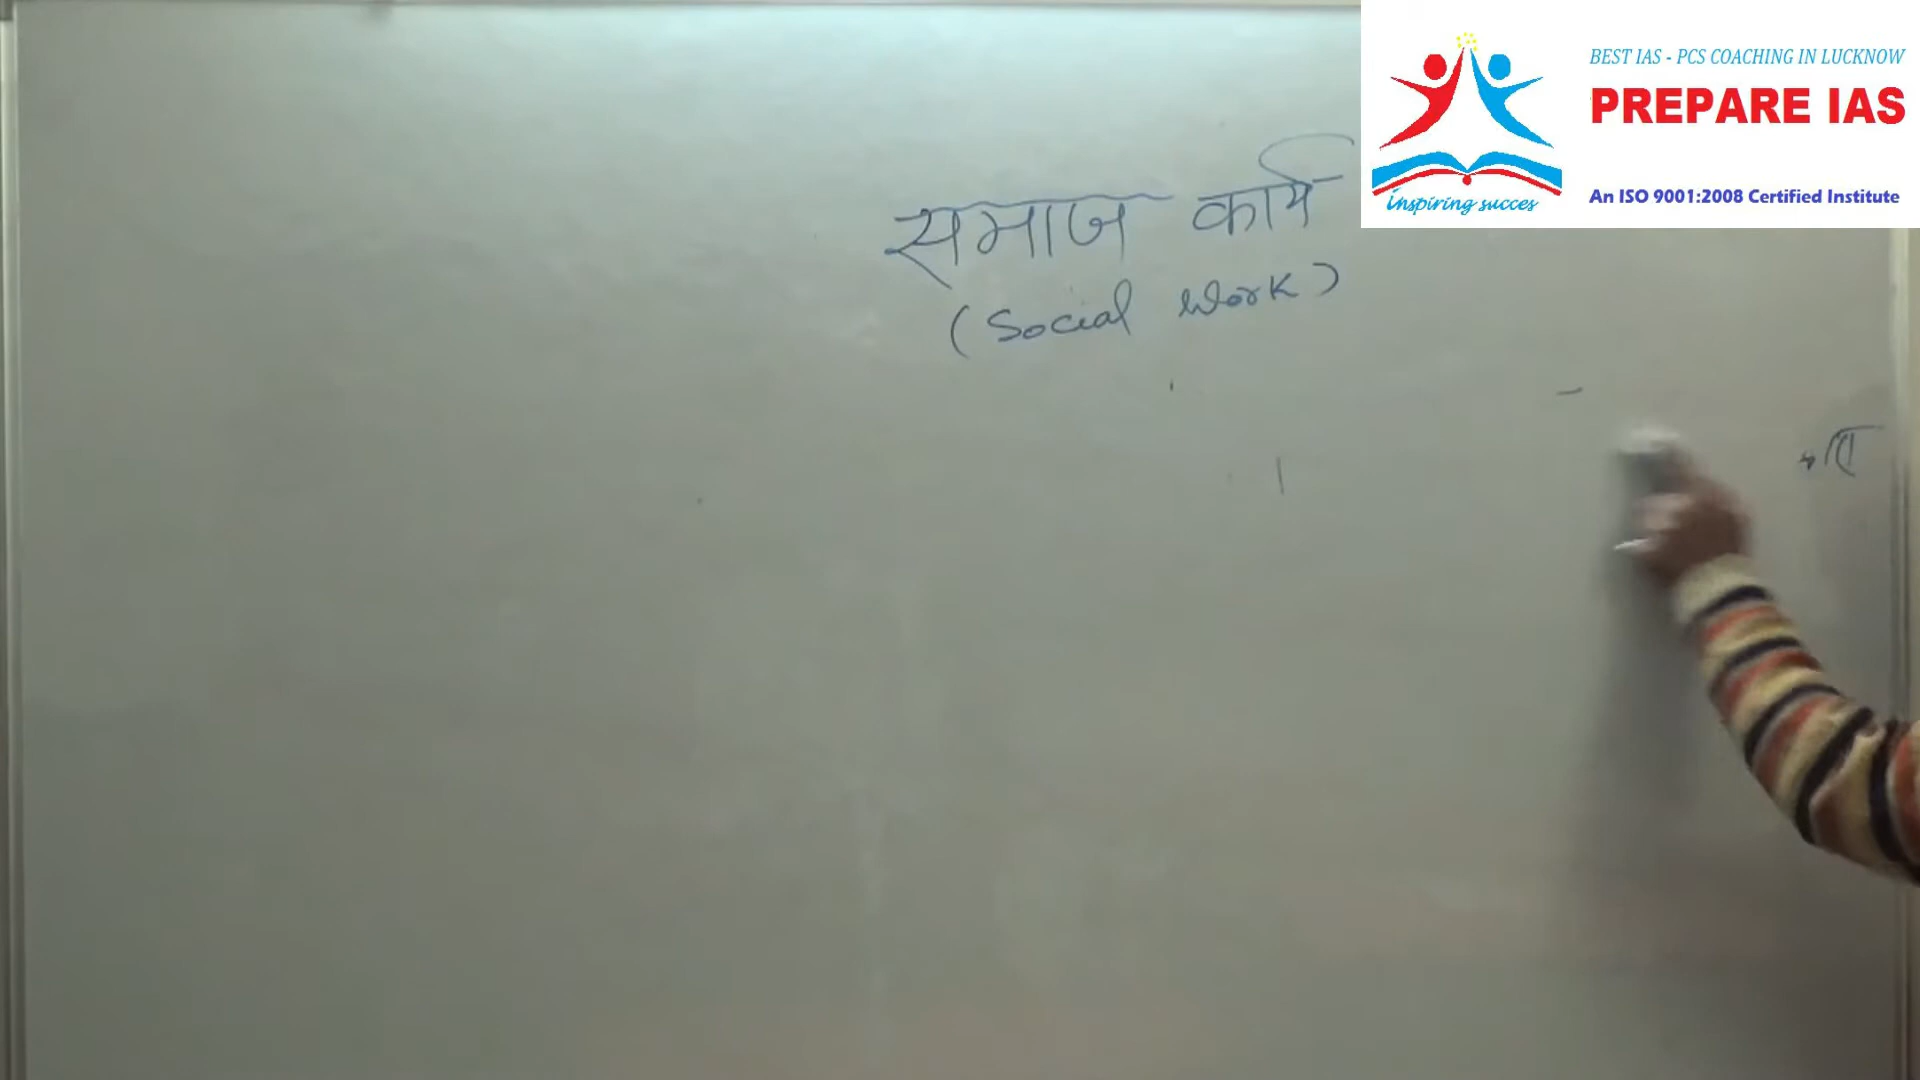 BEST IAS - PCS COACHING IN LUCKNOW
PREPARE IAS
inspiring succes
An ISO 9001:2008 Certified Institute
समाज कार्य
(Social Work)